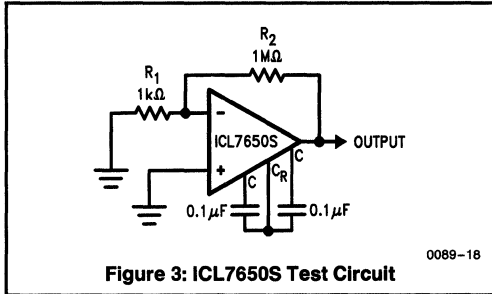 R2
1MΩ
R1
1kΩ
−
ICL7650S
OUTPUT
+
C
CR
C
0.1μF
0.1μF
0089-18
Figure 3: ICL7650S Test Circuit